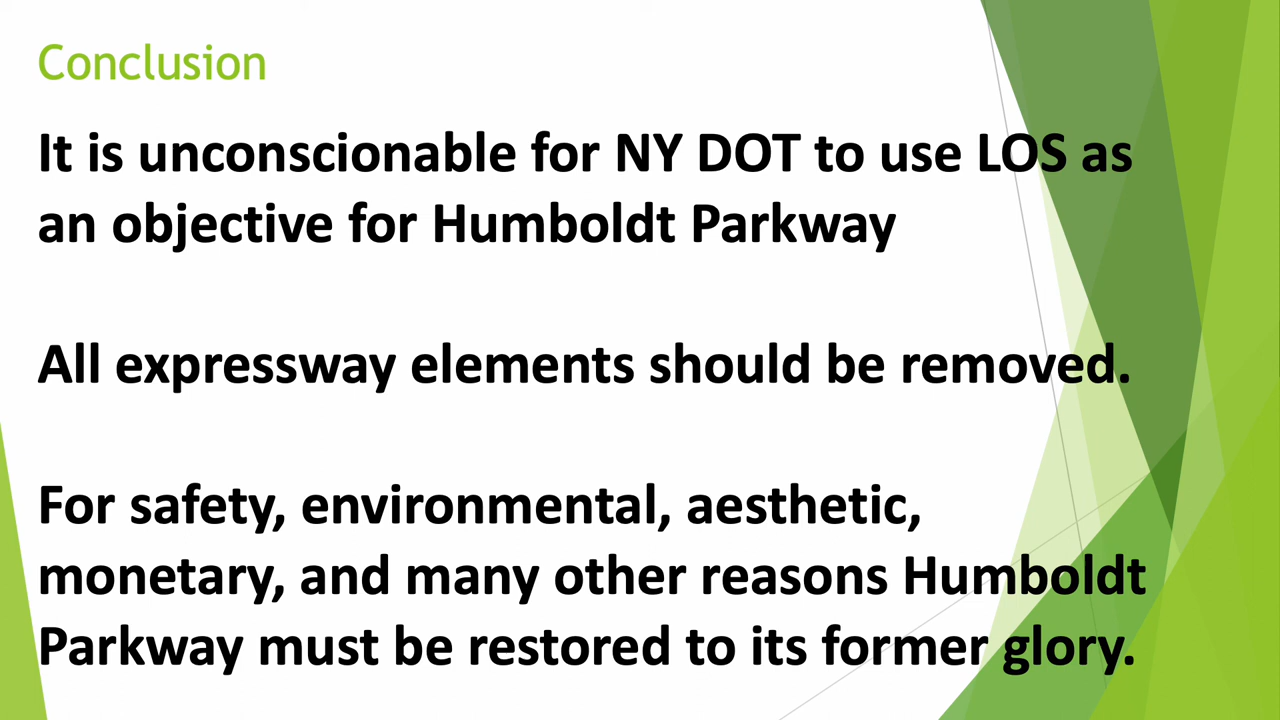 Conclusion
It is unconscionable for NY DOT to use LOS as
an objective for Humboldt Parkway
All expressway elements should be removed.
For safety, environmental, aesthetic,
monetary, and many other reasons Humboldt
Parkway must be restored to its former glory.